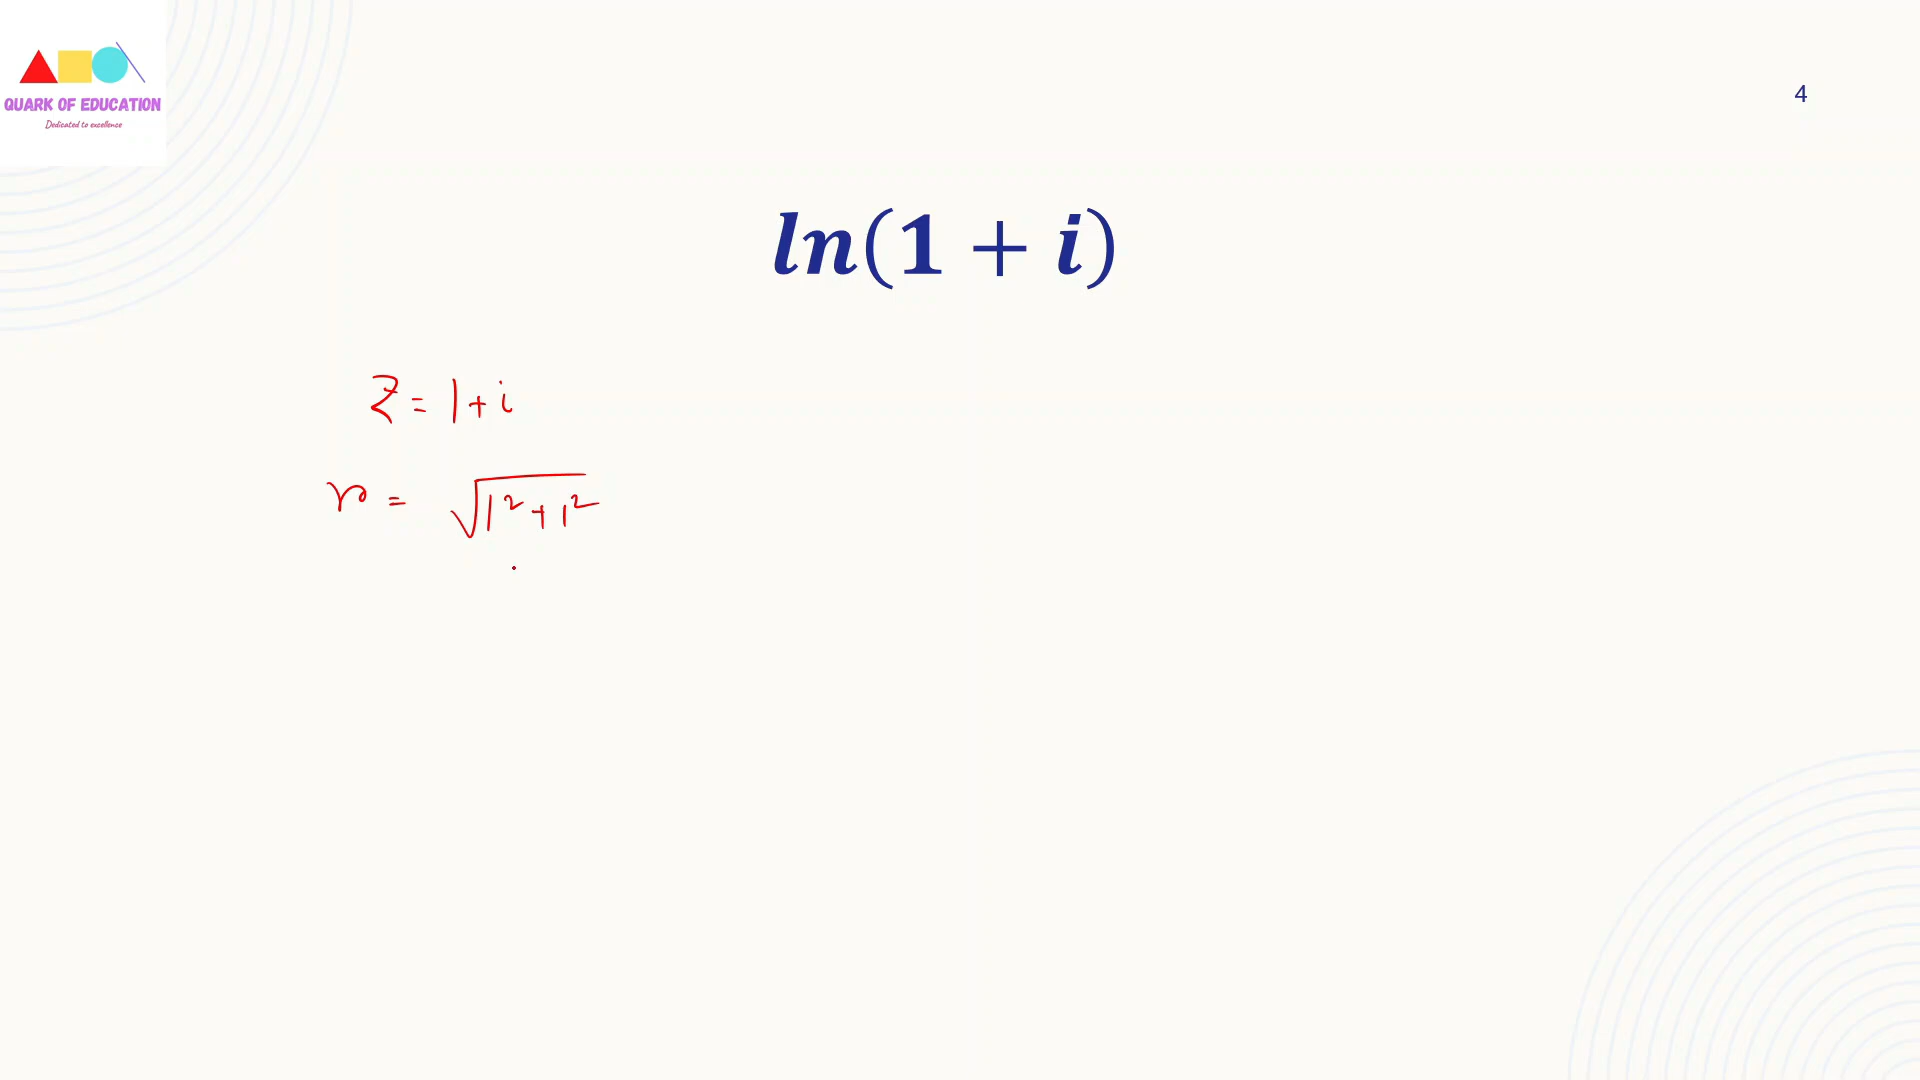 QUARK OF EDUCATION
Dedicated to excellence
4
ln(1 + i)
z = 1 + i
r = √(1² + 1²)